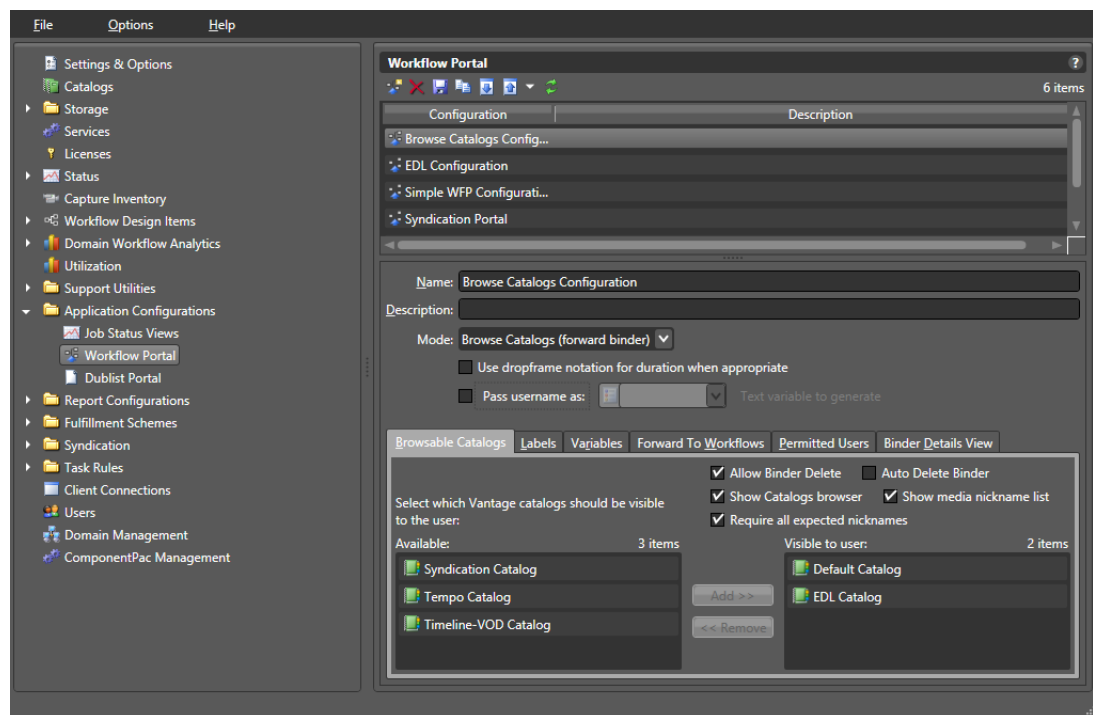 File Options Help
Settings & Options
Catalogs
Storage
Services
Licenses
Status
Capture Inventory
Workflow Design Items
Domain Workflow Analytics
Utilization
Support Utilities
Application Configurations
Job Status Views
Workflow Portal
Dublist Portal
Report Configurations
Fulfillment Schemes
Syndication
Task Rules
Client Connections
Users
Domain Management
ComponentPac Management
Workflow Portal ?
6 items
Configuration Description
Browse Catalogs Config...
EDL Configuration
Simple WFP Configurati...
Syndication Portal
Name: Browse Catalogs Configuration
Description:
Mode: Browse Catalogs (forward binder)
Use dropframe notation for duration when appropriate
Pass username as: Text variable to generate
Browsable Catalogs Labels Variables Forward To Workflows Permitted Users Binder Details View
Allow Binder Delete Auto Delete Binder
Show Catalogs browser Show media nickname list
Require all expected nicknames
Select which Vantage catalogs should be visible
to the user:
Available: 3 items Visible to user: 2 items
Syndication Catalog Default Catalog
Tempo Catalog Add >> EDL Catalog
Timeline-VOD Catalog << Remove